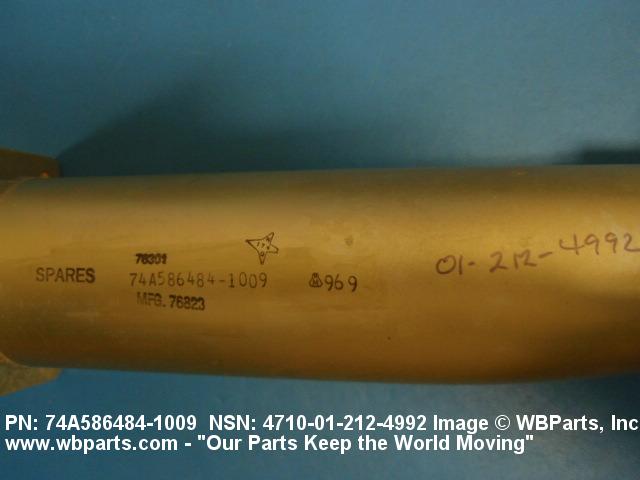 76301
SPARES 74A586484-1009 969
MFG. 76823
01-212-4992
PN: 74A586484-1009 NSN: 4710-01-212-4992 Image © WBParts, Inc
www.wbparts.com - "Our Parts Keep the World Moving"